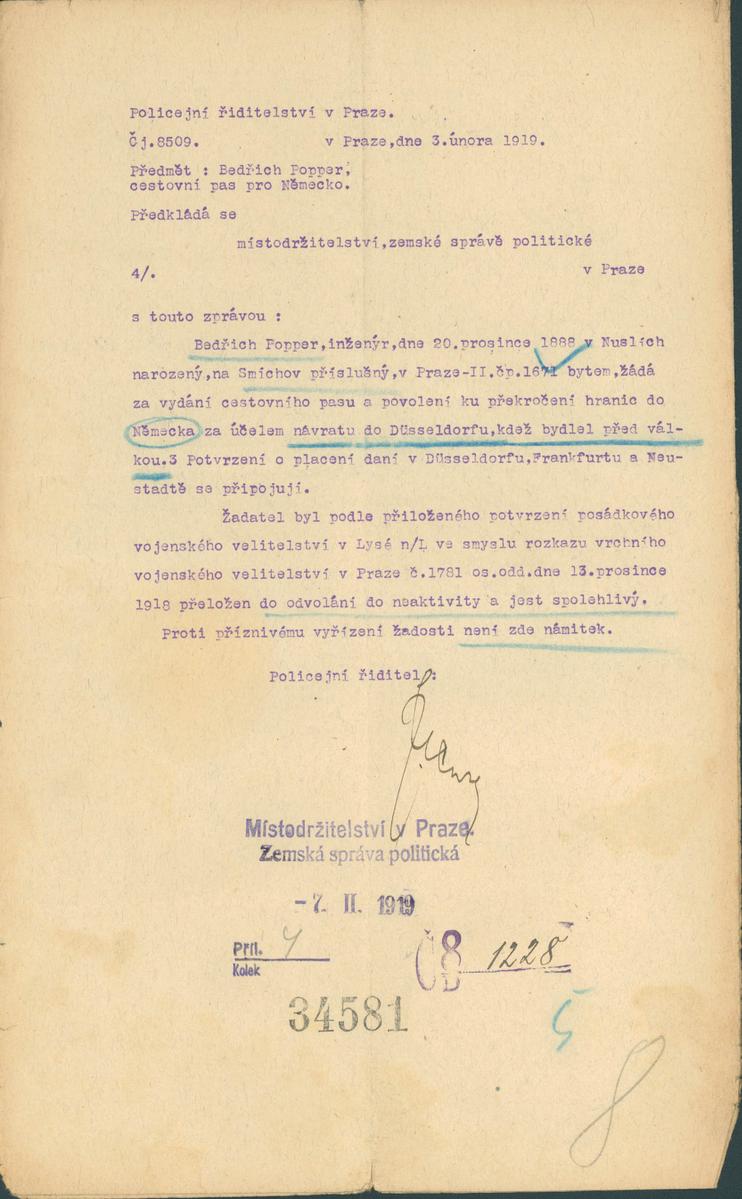 Policejní řiditelství v Praze.
Čj.8509. v Praze,dne 3.února 1919.
Předmět : Bedřich Popper,
cestovní pas pro Německo.
Předkládá se
místodržitelství,zemské správě politické
4/. v Praze
s touto zprávou :
Bedřich Popper,inženýr,dne 20.prosince 1888 v Nuslích
narozený,na Smíchov příslušný,v Praze-II.čp.1671 bytem,žádá
za vydání cestovního pasu a povolení ku překročení hranic do
Německa za účelem návratu do Düsseldorfu,kdež bydlel před vál-
kou.3 Potvrzení o placení daní v Düsseldorfu,Frankfurtu a Neu-
stadtě se připojují.
Žadatel byl podle přiloženého potvrzení posádkového
vojenského velitelství v Lysé n/L ve smyslu rozkazu vrchního
vojenského velitelství v Praze č.1781 os.odd.dne 13.prosince
1918 přeložen do odvolání do neaktivity a jest spolehlivý.
Proti příznivému vyřízení žadosti není zde námitek.
Policejní řiditel:
Místodržitelství v Praze.
Zemská správa politická
-7. II. 1919
Příl. 4
Kolek
Č8 1228
34581
5
8